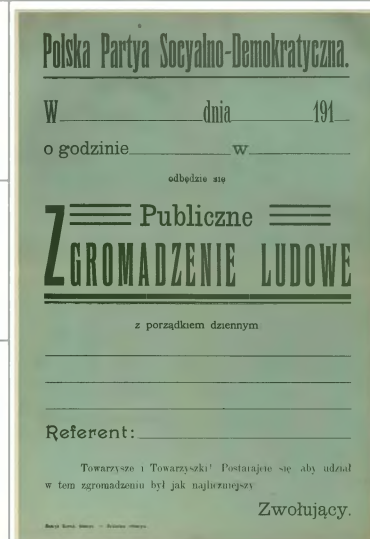 Polska Partya Socyalno-Demokratyczna.
W dnia 191
o godzinie w
odbędzie się
Publiczne
ZGROMADZENIE LUDOWE
z porządkiem dziennym
Referent:
Towarzysze i Towarzyszki! Postarajcie się aby udział
w tem zgromadzeniu był jak najliczniejszy
Zwołujący.